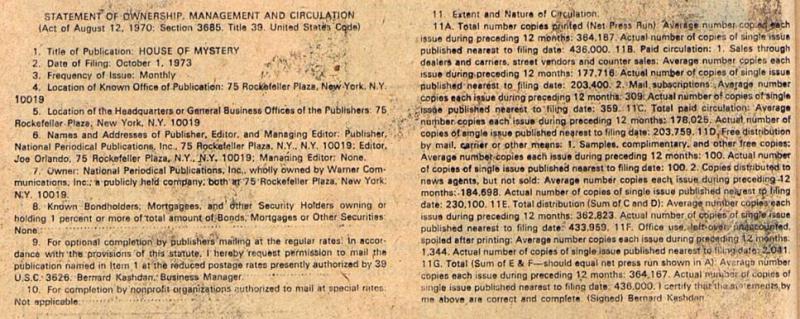 STATEMENT OF OWNERSHIP, MANAGEMENT AND CIRCULATION
(Act of August 12, 1970: Section 3685. Title 39. United States Code)
1. Title of Publication: HOUSE OF MYSTERY
2. Date of Filing: October 1, 1973
3. Frequency of Issue: Monthly
4. Location of Known Office of Publication: 75 Rockefeller Plaza, New York, N.Y.
10019
5. Location of the Headquarters or General Business Offices of the Publishers: 75
Rockefeller Plaza, New York, N.Y. 10019
6. Names and Addresses of Publisher, Editor, and Managing Editor: Publisher,
National Periodical Publications, Inc., 75 Rockefeller Plaza, N.Y., N.Y. 10019; Editor,
Joe Orlando, 75 Rockefeller Plaza, N.Y., N.Y. 10019; Managing Editor: None.
7. Owner: National Periodical Publications, Inc., wholly owned by Warner Com-
munications, Inc., a publicly held company, both at 75 Rockefeller Plaza, New York,
N.Y. 10019.
8. Known Bondholders, Mortgagees, and other Security Holders owning or
holding 1 percent or more of total amount of Bonds, Mortgages or Other Securities:
None.
9. For optional completion by publishers mailing at the regular rates: In accor-
dance with the provisions of this statute, I hereby request permission to mail the
publication named in Item 1 at the reduced postage rates presently authorized by 39
U.S.C. 3626: Bernard Kashdan, Business Manager.
10. For completion by nonprofit organizations authorized to mail at special rates:
Not applicable.
11. Extent and Nature of Circulation.
11A. Total number copies printed (Net Press Run): Average number copies each
issue during preceding 12 months: 364,167. Actual number of copies of single issue
published nearest to filing date: 436,000. 11B. Paid circulation: 1. Sales through
dealers and carriers, street vendors and counter sales: Average number copies each
issue during preceding 12 months: 177,716. Actual number of copies of single issue
published nearest to filing date: 203,400. 2. Mail subscriptions: Average number
copies each issue during preceding 12 months: 309. Actual number of copies of single
issue published nearest to filing date: 359. 11C. Total paid circulation: Average
number copies each issue during preceding 12 months: 178,025. Actual number of
copies of single issue published nearest to filing date: 203,759. 11D. Free distribution
by mail, carrier or other means: 1. Samples, complimentary, and other free copies:
Average number copies each issue during preceding 12 months: 100. Actual number
of copies of single issue published nearest to filing date: 100. 2. Copies distributed to
news agents, but not sold: Average number copies each issue during preceding 12
months: 184,698. Actual number of copies of single issue published nearest to filing
date: 230,100. 11E. Total distribution (Sum of C and D): Average number copies each
issue during preceding 12 months: 362,823. Actual number of copies of single issue
published nearest to filing date: 433,959. 11F. Office use, left-over, unaccounted,
spoiled after printing: Average number copies each issue during preceding 12 months:
1,344. Actual number of copies of single issue published nearest to filing date: 2,041.
11G. Total (Sum of E & F—should equal net press run shown in A): Average number
copies each issue during preceding 12 months: 364,167. Actual number of copies of
single issue published nearest to filing date: 436,000. I certify that the statements by
me above are correct and complete. (Signed) Bernard Kashdan